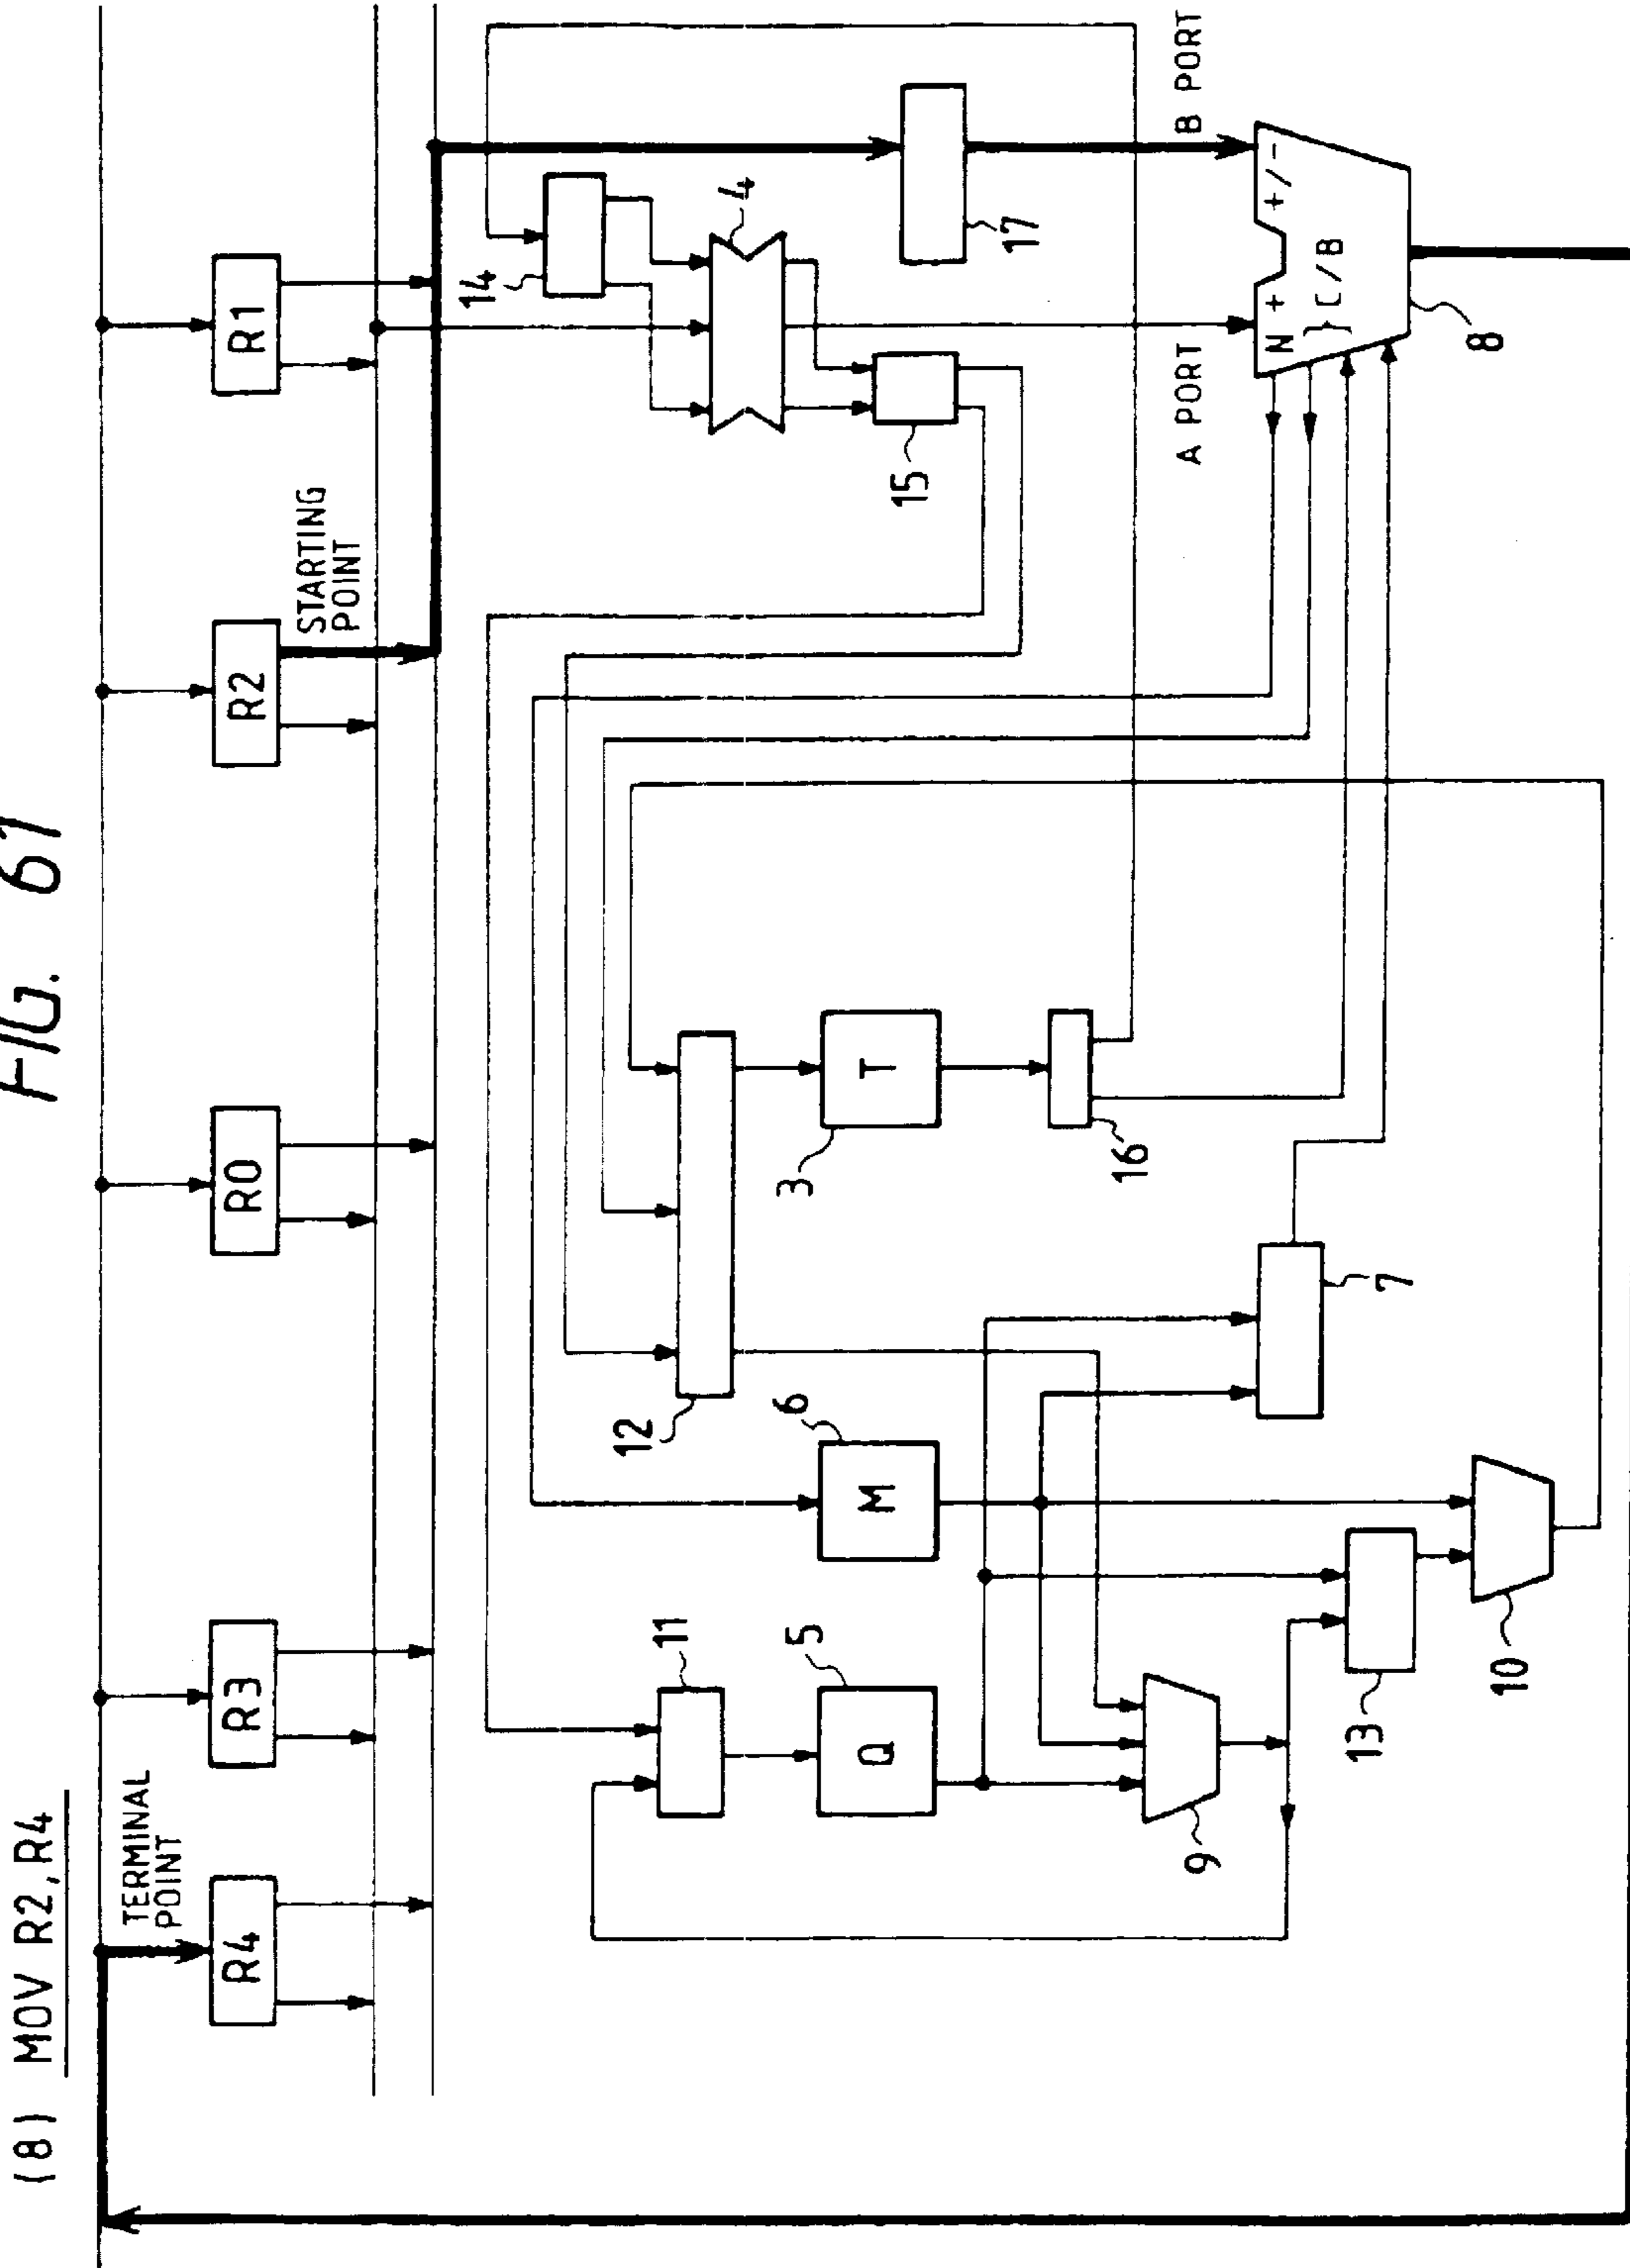 FIG. 61
(8) MOV R2,R4
TERMINAL
POINT
STARTING
POINT
R4
R3
R0
R2
R1
14
4
17
15
B PORT
A PORT
N + +/-
} C/B
8
12
T
3
16
6
M
7
11
5
Q
9
13
10